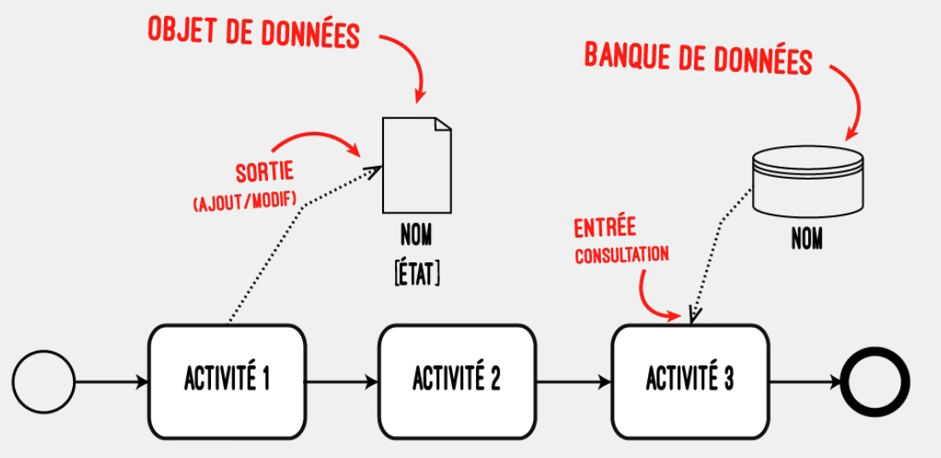 OBJET DE DONNÉES
BANQUE DE DONNÉES
SORTIE
(AJOUT/MODIF)
NOM
[ÉTAT]
ENTRÉE
CONSULTATION
NOM
ACTIVITÉ 1
ACTIVITÉ 2
ACTIVITÉ 3